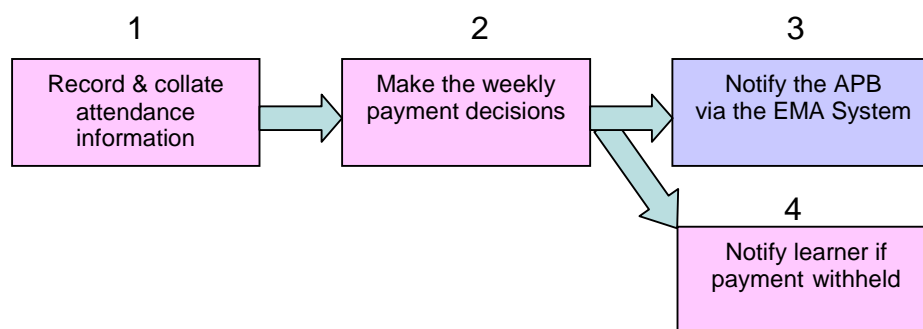 1
Record & collate
attendance
information
2
Make the weekly
payment decisions
3
Notify the APB
via the EMA System
4
Notify learner if
payment withheld